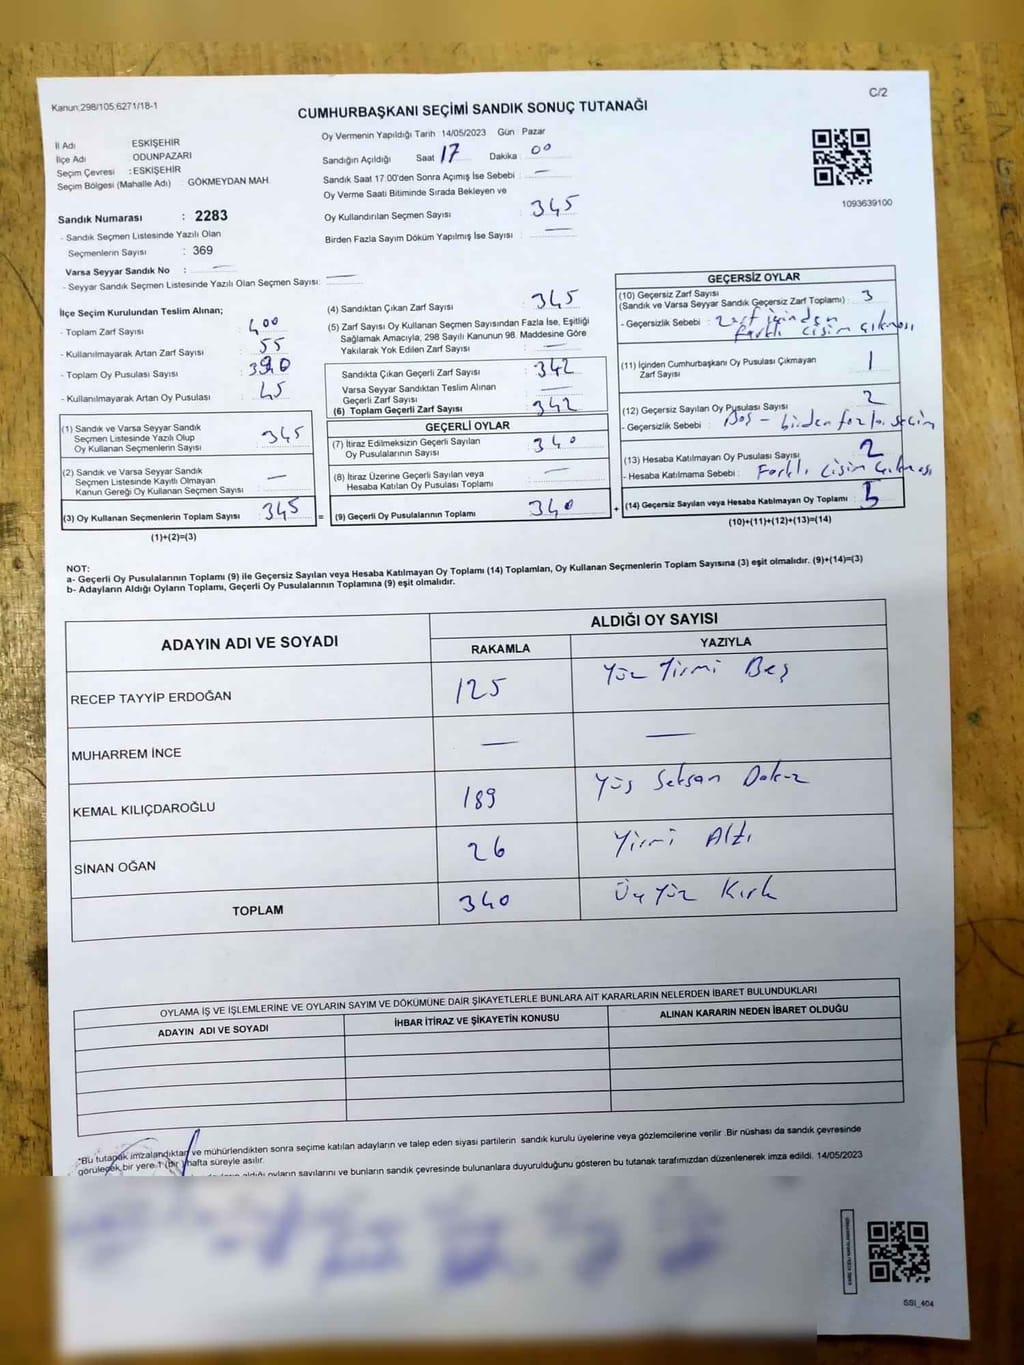 Kanun:298/105;6271/18-1
C/2
CUMHURBAŞKANI SEÇİMİ SANDIK SONUÇ TUTANAĞI
İl Adı ESKİŞEHİR
İlçe Adı ODUNPAZARI
Seçim Çevresi : ESKİŞEHİR
Seçim Bölgesi (Mahalle Adı) GÖKMEYDAN MAH.
Sandık Numarası : 2283
- Sandık Seçmen Listesinde Yazılı Olan
Seçmenlerin Sayısı : 369
Varsa Seyyar Sandık No : —
- Seyyar Sandık Seçmen Listesinde Yazılı Olan Seçmen Sayısı: —
Oy Vermenin Yapıldığı Tarih 14/05/2023 Gün : Pazar
Sandığın Açıldığı Saat 17 Dakika : 00
Sandık Saat 17:00'den Sonra Açımış İse Sebebi : —
Oy Verme Saati Bitiminde Sırada Bekleyen ve
Oy Kullandırılan Seçmen Sayısı : 345
Birden Fazla Sayım Döküm Yapılmış İse Sayısı : —
1093639100
İlçe Seçim Kurulundan Teslim Alınan;
- Toplam Zarf Sayısı : 400
- Kullanılmayarak Artan Zarf Sayısı : 55
- Toplam Oy Pusulası Sayısı : 390
- Kullanılmayarak Artan Oy Pusulası : 45
(1) Sandık ve Varsa Seyyar Sandık
Seçmen Listesinde Yazılı Olup
Oy Kullanan Seçmenlerin Sayısı : 345
(2) Sandık ve Varsa Seyyar Sandık
Seçmen Listesinde Kayıtlı Olmayan
Kanun Gereği Oy Kullanan Seçmen Sayısı : —
(3) Oy Kullanan Seçmenlerin Toplam Sayısı : 345
(1)+(2)=(3)
(4) Sandıktan Çıkan Zarf Sayısı : 345
(5) Zarf Sayısı Oy Kullanan Seçmen Sayısından Fazla İse, Eşitliği
Sağlamak Amacıyla, 298 Sayılı Kanunun 98. Maddesine Göre
Yakılarak Yok Edilen Zarf Sayısı : —
Sandıkta Çıkan Geçerli Zarf Sayısı : 342
Varsa Seyyar Sandıktan Teslim Alınan
Geçerli Zarf Sayısı : —
(6) Toplam Geçerli Zarf Sayısı : 342
GEÇERLİ OYLAR
(7) İtiraz Edilmeksizin Geçerli Sayılan
Oy Pusulalarının Sayısı : 340
(8) İtiraz Üzerine Geçerli Sayılan veya
Hesaba Katılan Oy Pusulası Toplamı : —
= (9) Geçerli Oy Pusulalarının Toplamı : 340
GEÇERSİZ OYLAR
(10) Geçersiz Zarf Sayısı
(Sandık ve Varsa Seyyar Sandık Geçersiz Zarf Toplamı) : 3
- Geçersizlik Sebebi : Zarf içinden
farklı cisim çıkması
(11) İçinden Cumhurbaşkanı Oy Pusulası Çıkmayan
Zarf Sayısı : 1
(12) Geçersiz Sayılan Oy Pusulası Sayısı : 2
- Geçersizlik Sebebi : Boş - birden fazla seçim
(13) Hesaba Katılmayan Oy Pusulası Sayısı : 2
- Hesaba Katılmama Sebebi : Farklı cisim çıkması
+ (14) Geçersiz Sayılan veya Hesaba Katılmayan Oy Toplamı : 5
(10)+(11)+(12)+(13)=(14)
NOT:
a- Geçerli Oy Pusulalarının Toplamı (9) ile Geçersiz Sayılan veya Hesaba Katılmayan Oy Toplamı (14) Toplamları, Oy Kullanan Seçmenlerin Toplam Sayısına (3) eşit olmalıdır. (9)+(14)=(3)
b- Adayların Aldığı Oyların Toplamı, Geçerli Oy Pusulalarının Toplamına (9) eşit olmalıdır.
ADAYIN ADI VE SOYADI ALDIĞI OY SAYISI
RAKAMLA YAZIYLA
RECEP TAYYİP ERDOĞAN 125 Yüz Yirmi Beş
MUHARREM İNCE — —
KEMAL KILIÇDAROĞLU 189 Yüz Seksan Dokuz
SİNAN OĞAN 26 Yirmi Altı
TOPLAM 340 Üç Yüz Kırk
OYLAMA İŞ VE İŞLEMLERİNE VE OYLARIN SAYIM VE DÖKÜMÜNE DAİR ŞİKAYETLERLE BUNLARA AİT KARARLARIN NELERDEN İBARET BULUNDUKLARI
ADAYIN ADI VE SOYADI İHBAR İTİRAZ VE ŞİKAYETİN KONUSU ALINAN KARARIN NEDEN İBARET OLDUĞU
*Bu tutanak imzalandıktan ve mühürlendikten sonra seçime katılan adayların ve talep eden siyasi partilerin sandık kurulu üyelerine veya gözlemcilerine verilir. Bir nüshası da sandık çevresinde
görülecek bir yere 1 (bir) hafta süreyle asılır.
aldığı oyların sayılarını ve bunların sandık çevresinde bulunanlara duyurulduğunu gösteren bu tutanak tarafımızdan düzenlenerek imza edildi. 14/05/2023
SSI_404